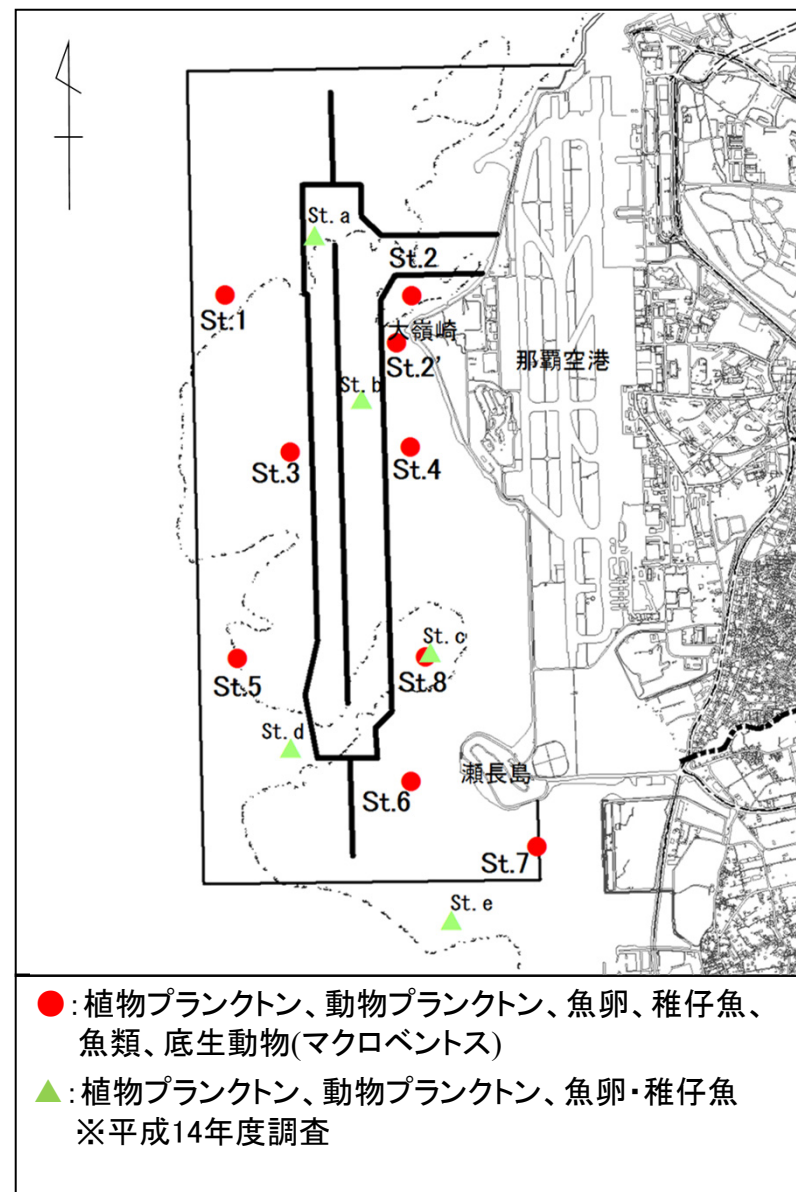 St.a
St.2
St.1
大嶺崎
St.2'
那覇空港
St.b
St.3
St.4
St.c
St.5
St.8
St.d
瀬長島
St.6
St.7
St.e
●:植物プランクトン、動物プランクトン、魚卵、稚仔魚、
魚類、底生動物(マクロベントス)
▲:植物プランクトン、動物プランクトン、魚卵・稚仔魚
※平成14年度調査